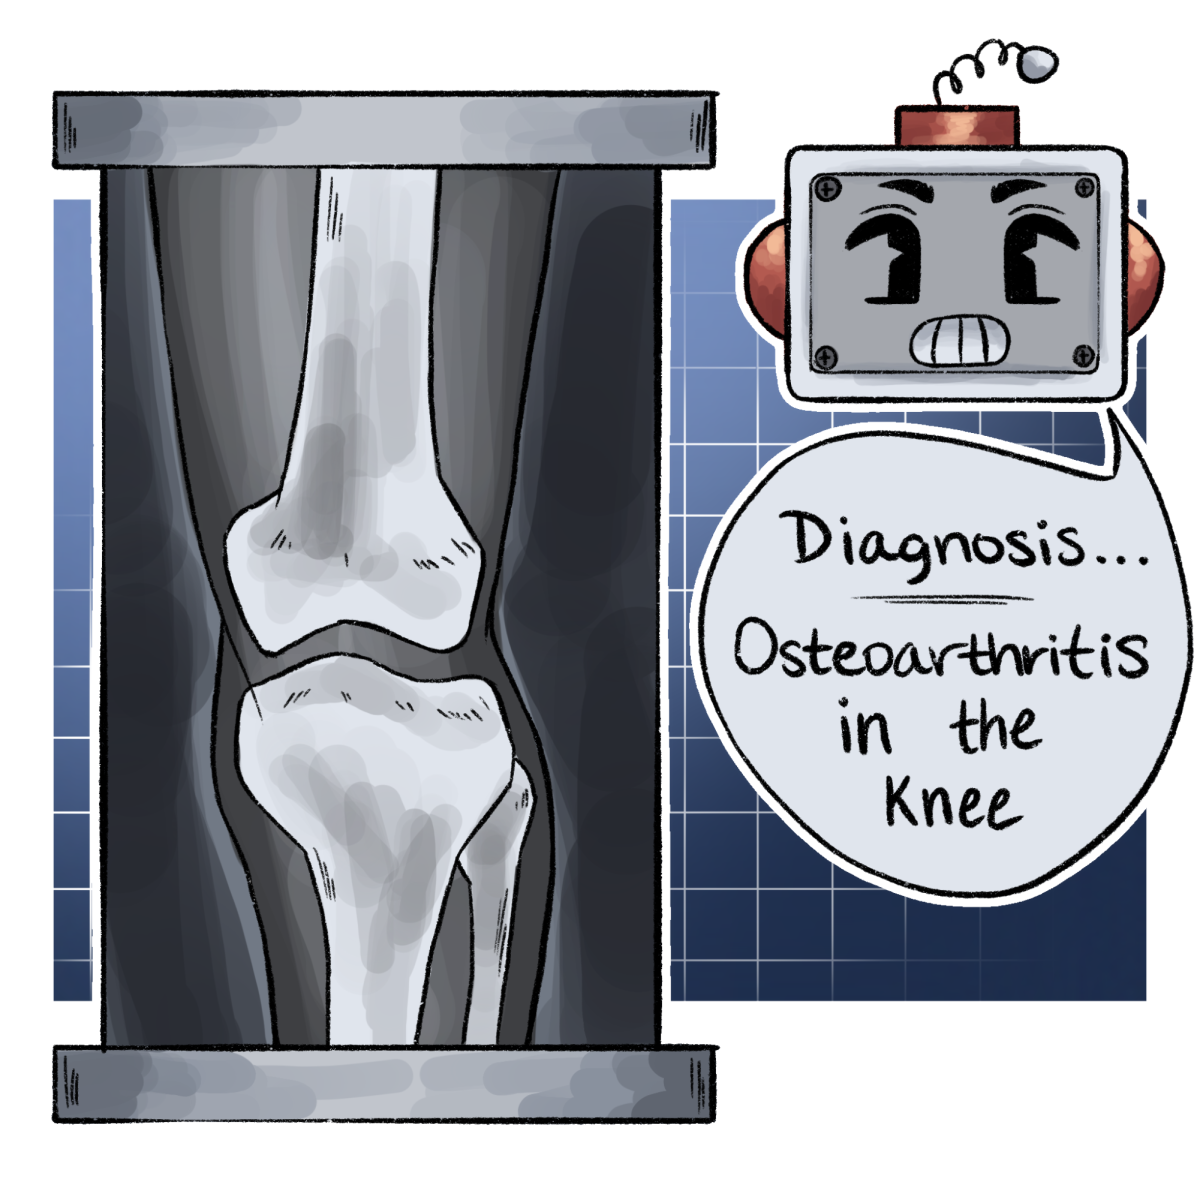 Diagnosis...
Osteoarthritis
in the
Knee